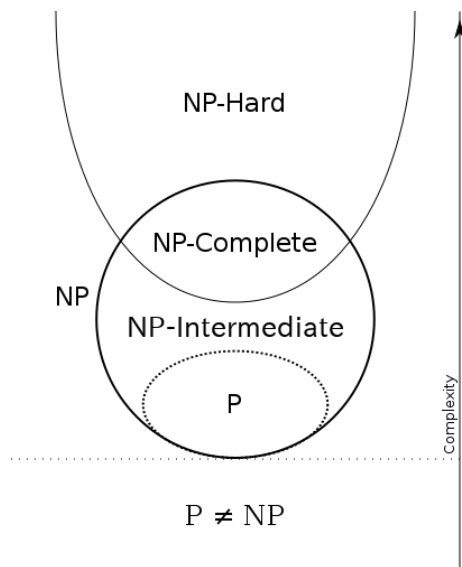 NP-Hard
NP-Complete
NP
NP-Intermediate
P
Complexity
P ≠ NP